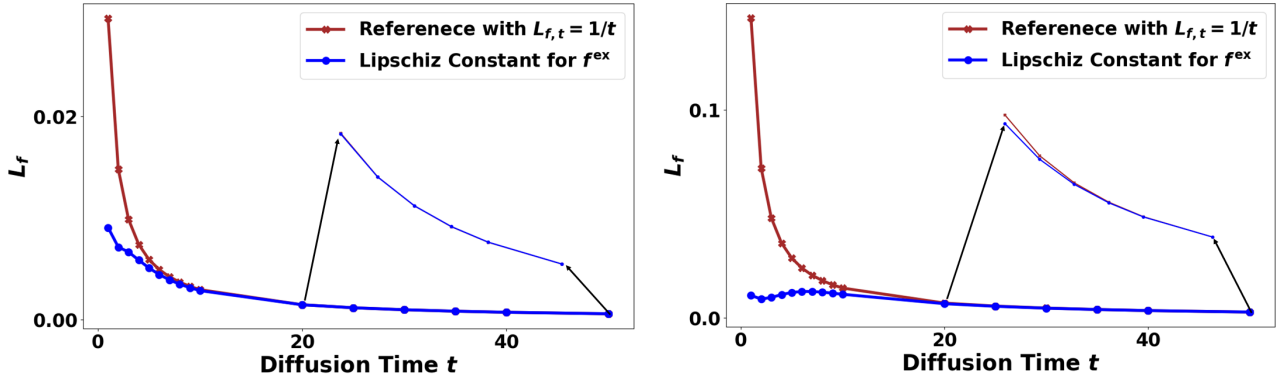 Referenece with L_{f,t} = 1/t
Lipschiz Constant for f^{ex}
L_f
0.02
0.00
0
20
40
Diffusion Time t
Referenece with L_{f,t} = 1/t
Lipschiz Constant for f^{ex}
L_f
0.1
0.0
0
20
40
Diffusion Time t